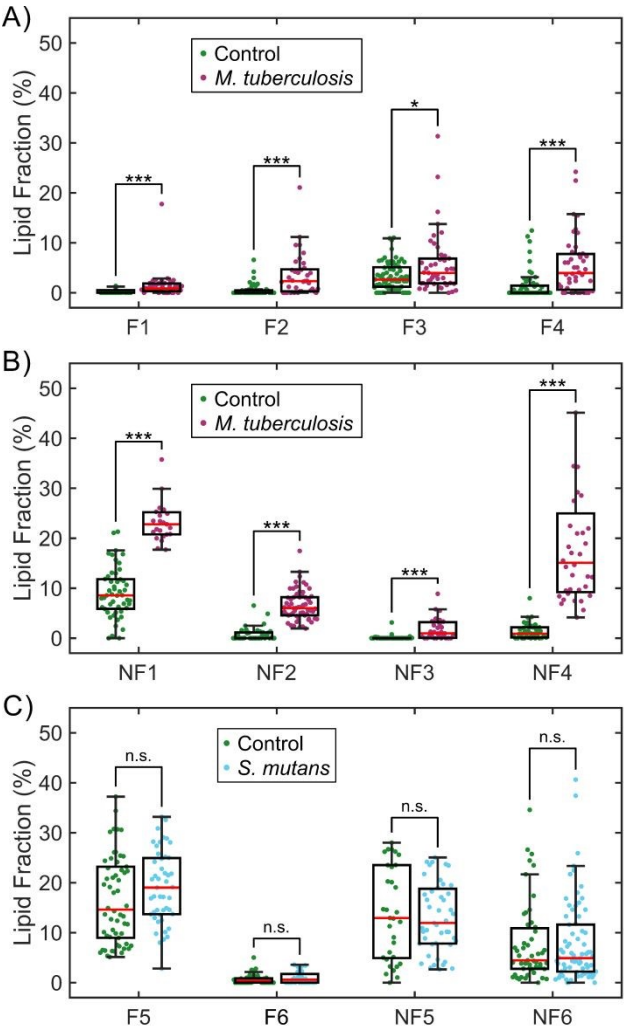 A)
50
40
30
20
10
0
Lipid Fraction (%)
Control
M. tuberculosis
***
***
*
***
F1 F2 F3 F4
B)
50
40
30
20
10
0
Lipid Fraction (%)
Control
M. tuberculosis
***
***
***
***
NF1 NF2 NF3 NF4
C)
50
40
30
20
10
0
Lipid Fraction (%)
Control
S. mutans
n.s.
n.s.
n.s.
n.s.
F5 F6 NF5 NF6